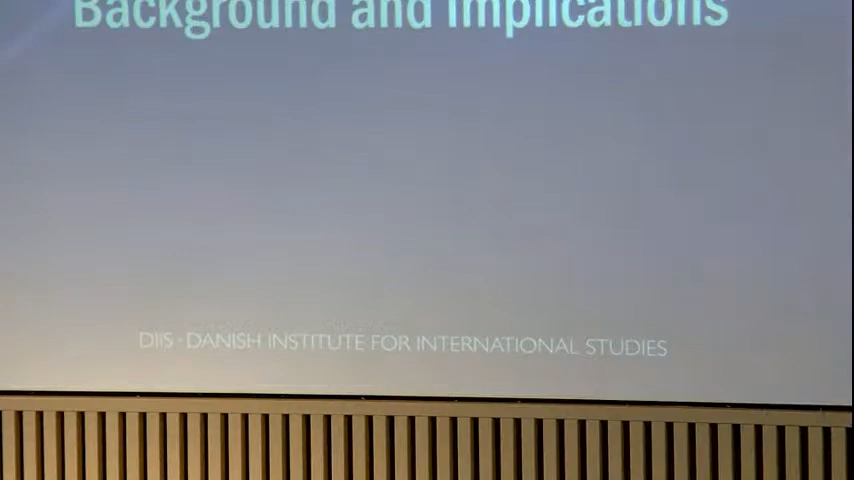 Background and Implications
DIIS · DANISH INSTITUTE FOR INTERNATIONAL STUDIES